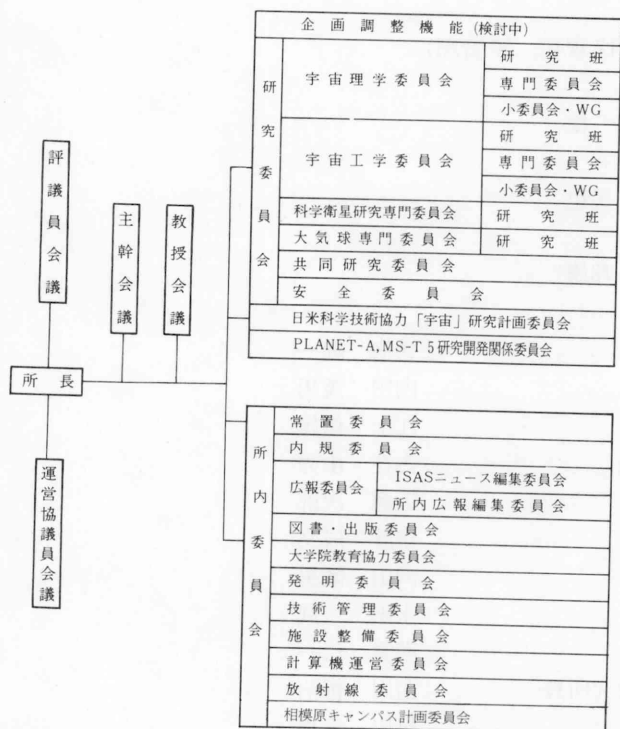 評議員会議
主幹会議
教授会議
所長
運営協議員会議
企画調整機能(検討中)
研究委員会
宇宙理学委員会
研究班
専門委員会
小委員会・WG
宇宙工学委員会
研究班
専門委員会
小委員会・WG
科学衛星研究専門委員会
研究班
大気球専門委員会
研究班
共同研究委員会
安全委員会
日米科学技術協力「宇宙」研究計画委員会
PLANET-A,MS-T 5研究開発関係委員会
所内委員会
常置委員会
内規委員会
広報委員会
ISASニュース編集委員会
所内広報編集委員会
図書・出版委員会
大学院教育協力委員会
発明委員会
技術管理委員会
施設整備委員会
計算機運営委員会
放射線委員会
相模原キャンパス計画委員会